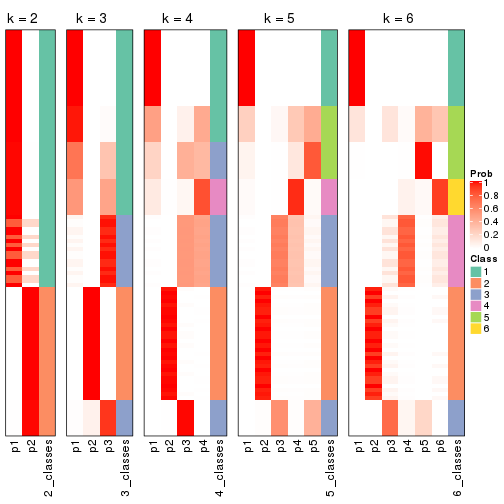 k = 2
k = 3
k = 4
k = 5
k = 6
Prob
1
0.8
0.6
0.4
0.2
0
Class
1
2
3
4
5
6
p1
p2
2_classes
p1
p2
p3
3_classes
p1
p2
p3
p4
4_classes
p1
p2
p3
p4
p5
5_classes
p1
p2
p3
p4
p5
p6
6_classes